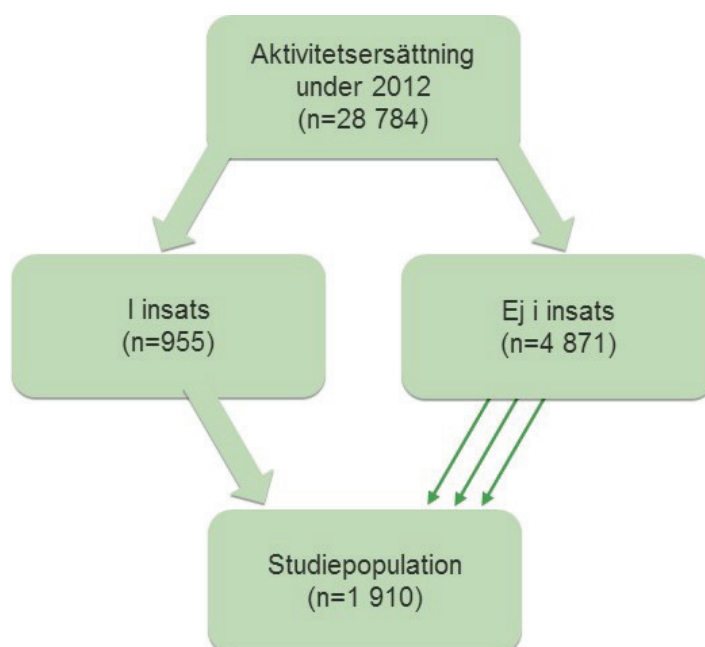 Aktivitetsersättning
under 2012
(n=28 784)
I insats
(n=955)
Ej i insats
(n=4 871)
Studiepopulation
(n=1 910)